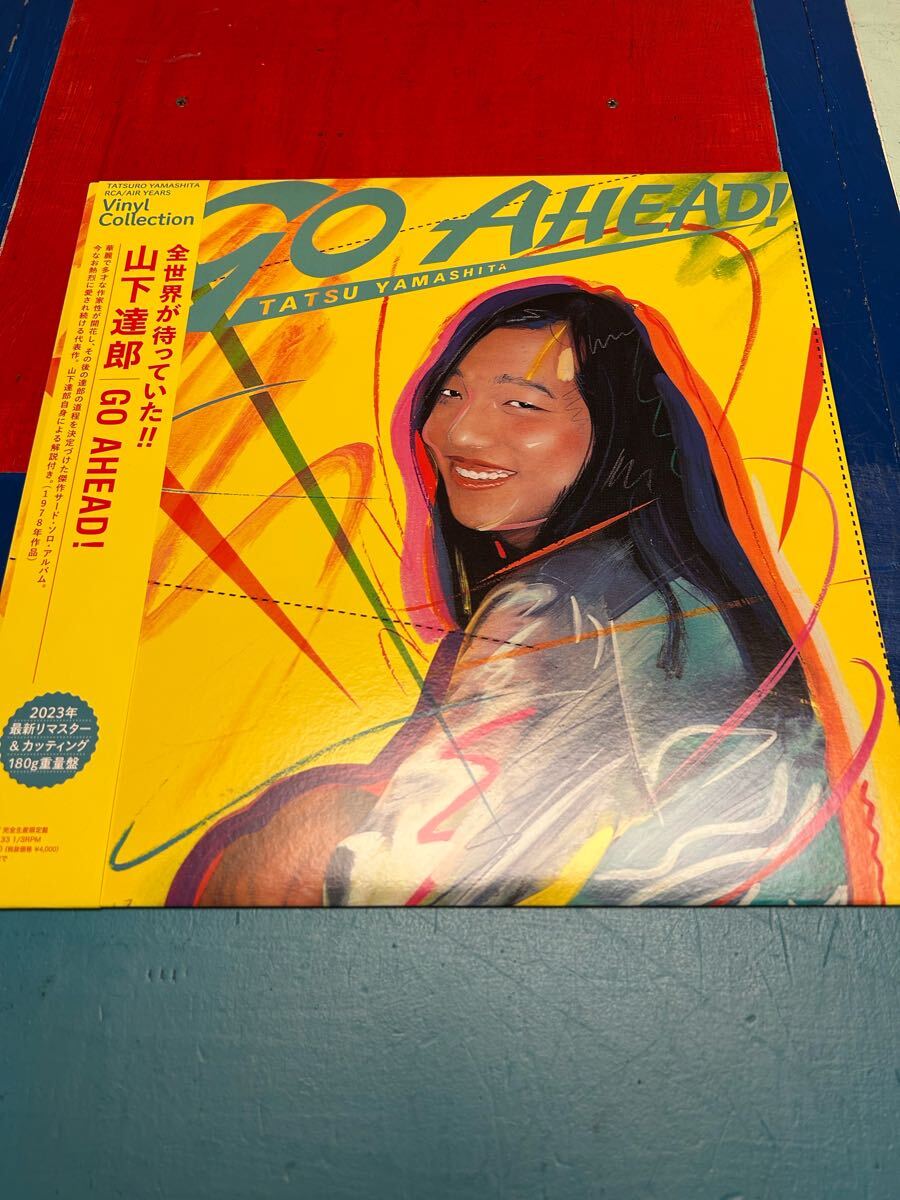 TATSURO YAMASHITA
RCA/AIR YEARS
Vinyl
Collection
GO AHEAD!
TATSU YAMASHITA
全世界が待っていた!!
山下達郎 GO AHEAD!
華麗で多才な作家性が開花し、その後の達郎の道程を決定づけた傑作サード・ソロ・アルバム。
今なお熱烈に愛され続ける代表作。山下達郎自身による解説付き。(1978年作品)
2023年
最新リマスター
&カッティング
180g重量盤
完全生産限定盤
33 1/3RPM
(税抜価格 ¥4,000)